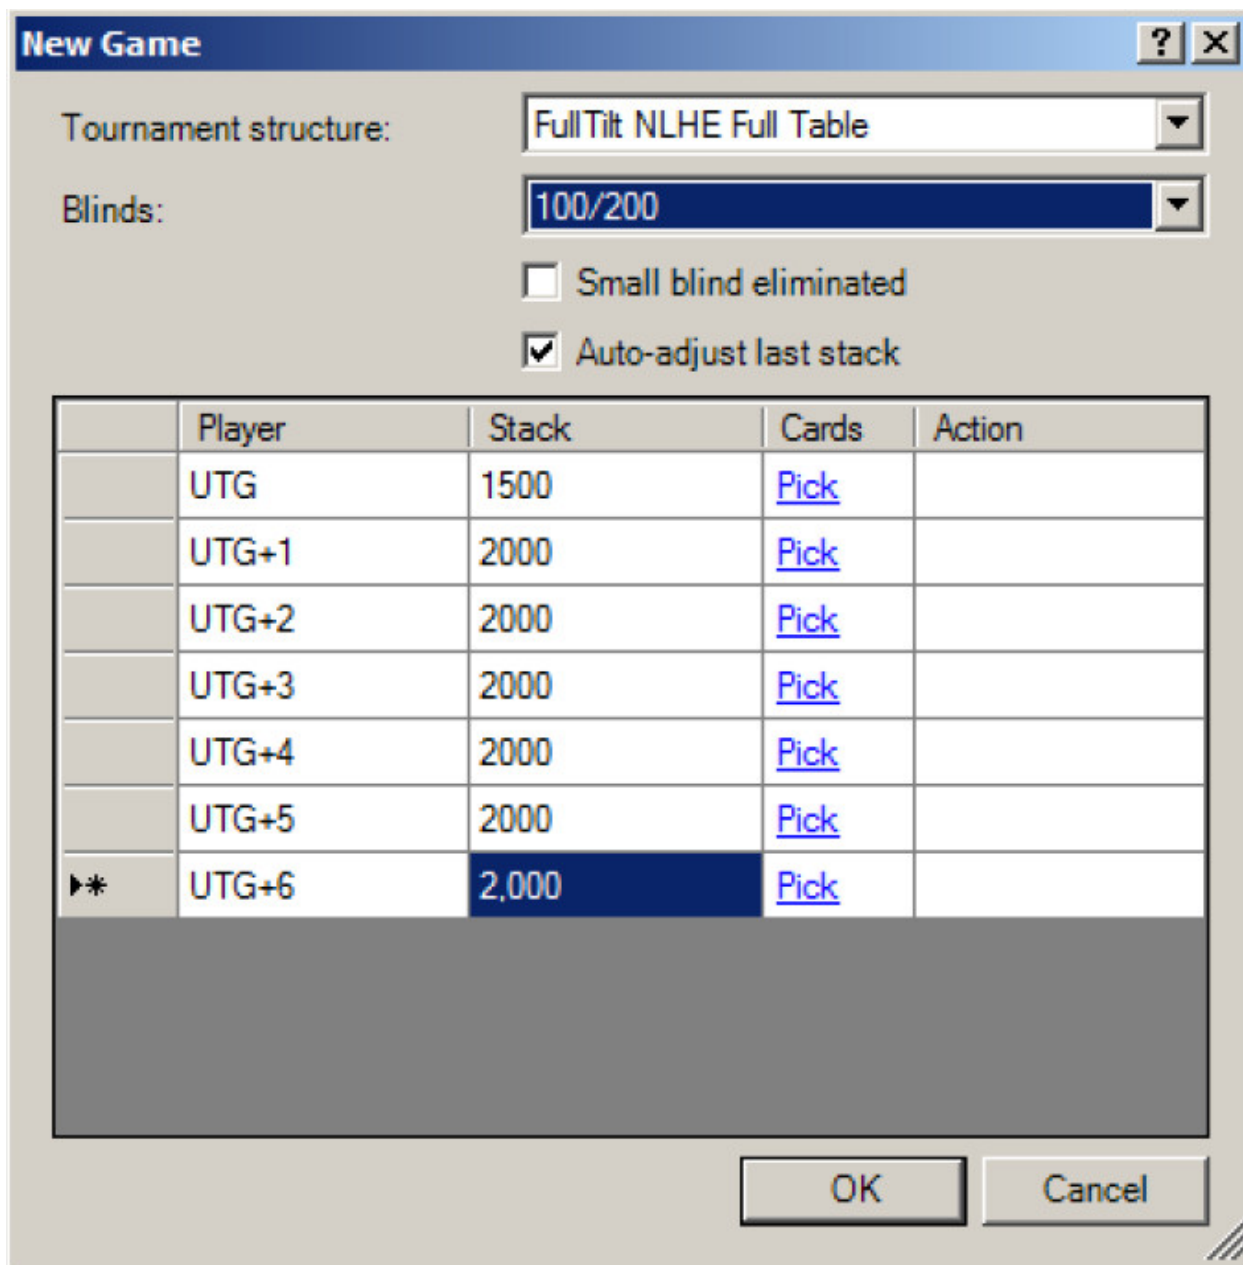 New Game
Tournament structure: FullTilt NLHE Full Table
Blinds: 100/200
Small blind eliminated
Auto-adjust last stack
Player Stack Cards Action
UTG 1500 Pick
UTG+1 2000 Pick
UTG+2 2000 Pick
UTG+3 2000 Pick
UTG+4 2000 Pick
UTG+5 2000 Pick
UTG+6 2,000 Pick
OK Cancel